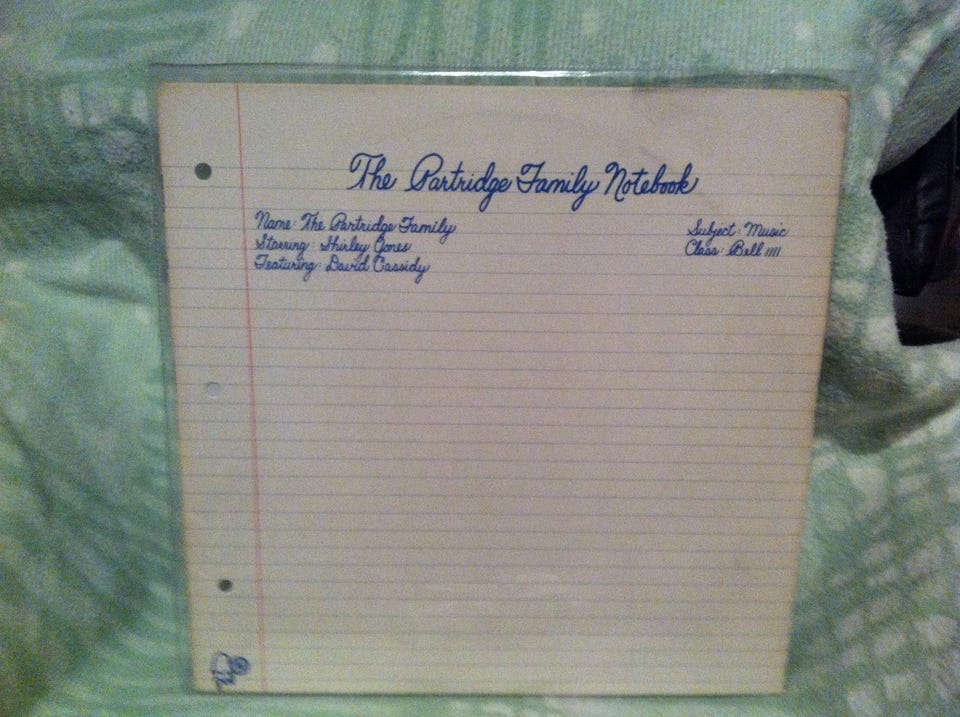 The Partridge Family Notebook
Name: The Partridge Family
Starring: Shirley Jones
Featuring: David Cassidy
Subject: Music
Class: Bell 1111